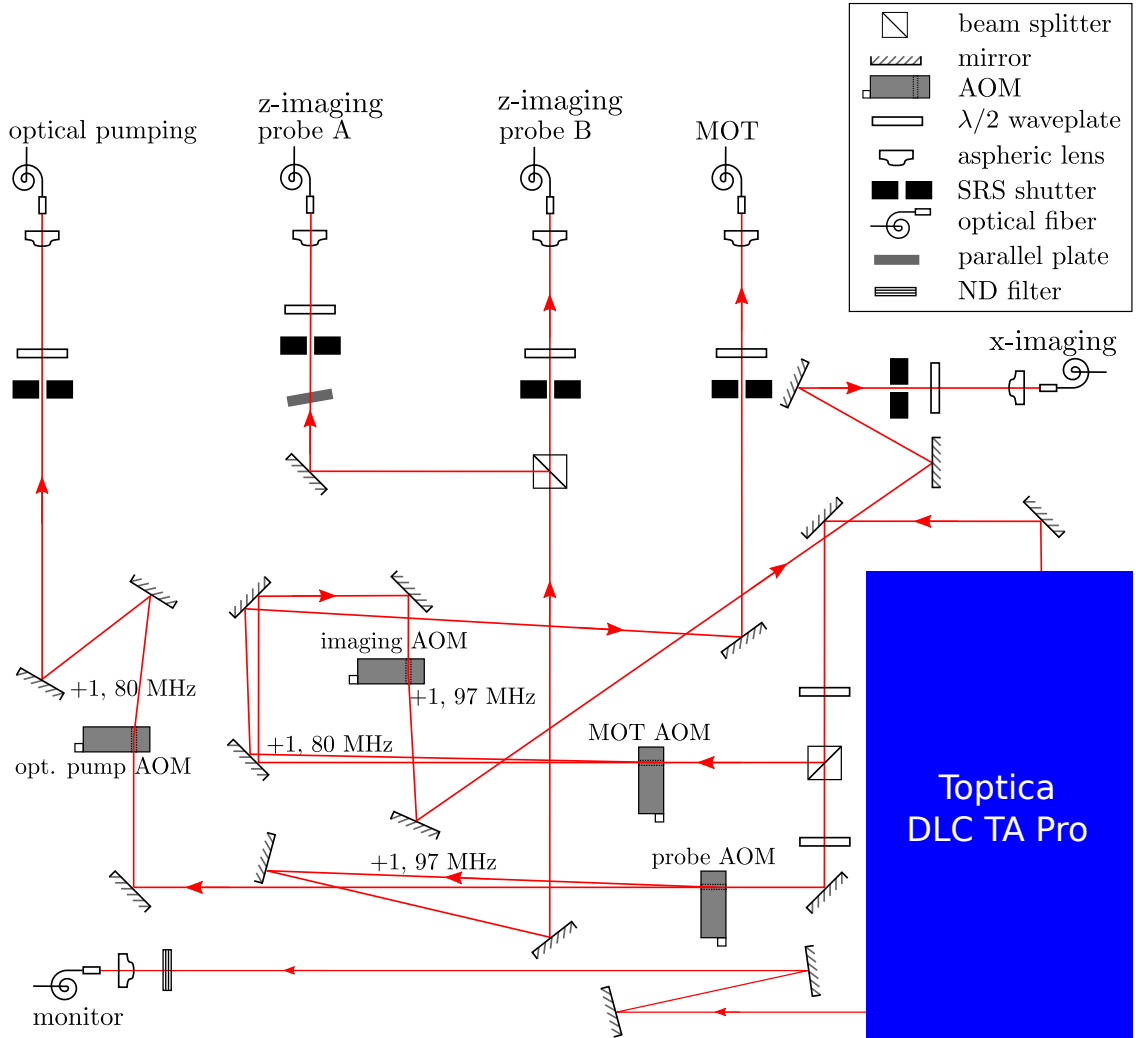 beam splitter
mirror
AOM
λ/2 waveplate
aspheric lens
SRS shutter
optical fiber
parallel plate
ND filter
optical pumping
z-imaging
probe A
z-imaging
probe B
MOT
x-imaging
imaging AOM
+1, 80 MHz
+1, 97 MHz
opt. pump AOM
+1, 80 MHz
MOT AOM
Toptica
DLC TA Pro
+1, 97 MHz
probe AOM
monitor